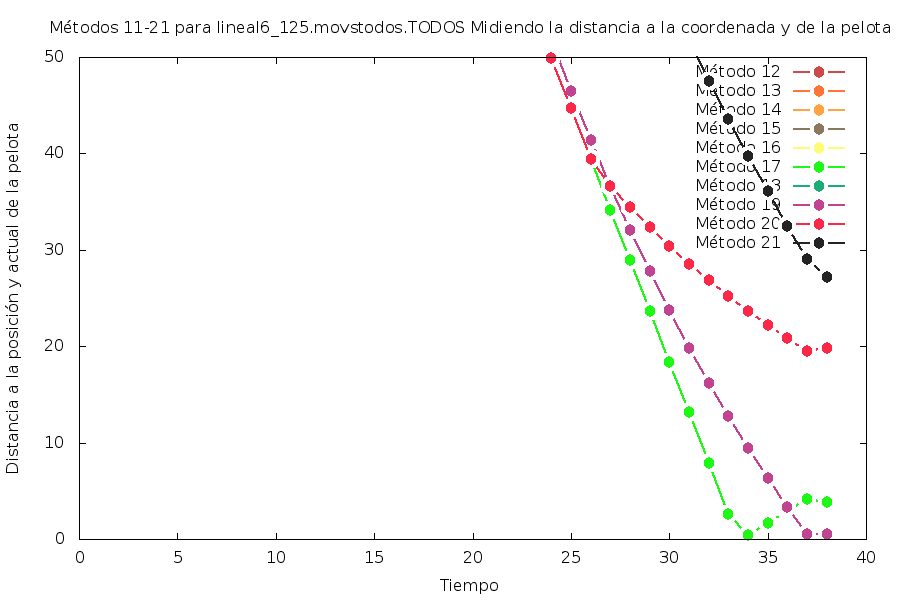 Métodos 11-21 para lineal6_125.movstodos.TODOS Midiendo la distancia a la coordenada y de la pelota
Distancia a la posición y actual de la pelota
50
40
30
20
10
0
Método 12
Método 13
Método 14
Método 15
Método 16
Método 17
Método 18
Método 19
Método 20
Método 21
0 5 10 15 20 25 30 35 40
Tiempo